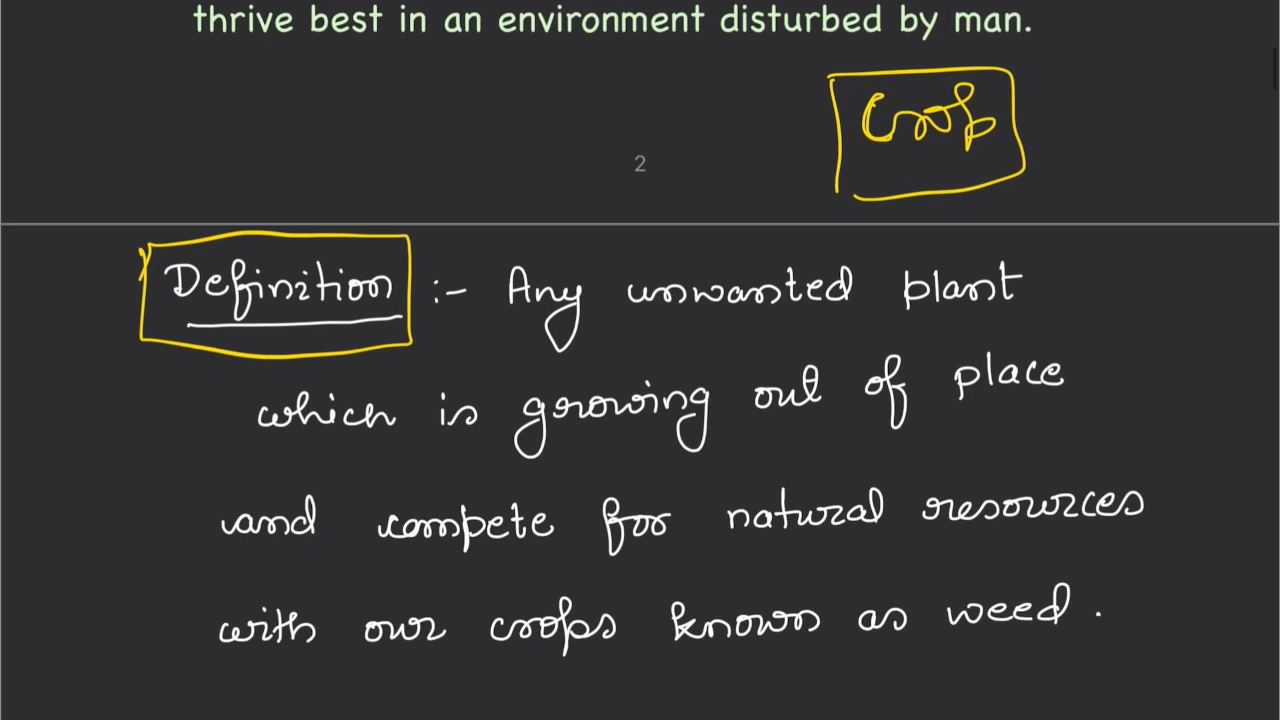 thrive best in an environment disturbed by man.
Crop
2
Definition :- Any unwanted plant
which is growing out of place
and compete for natural resources
with our crops known as weed.